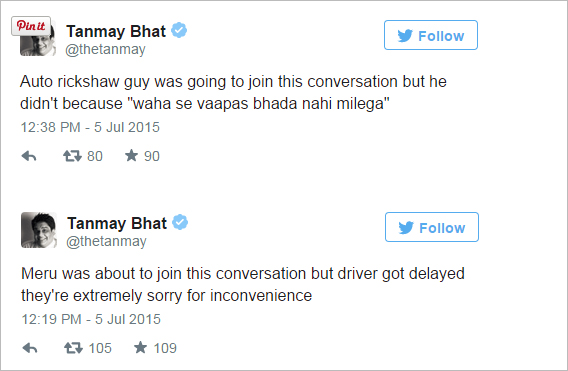 Pin it
Tanmay Bhat
@thetanmay
Follow
Auto rickshaw guy was going to join this conversation but he
didn't because "waha se vaapas bhada nahi milega"
12:38 PM - 5 Jul 2015
80 90
Tanmay Bhat
@thetanmay
Follow
Meru was about to join this conversation but driver got delayed
they're extremely sorry for inconvenience
12:19 PM - 5 Jul 2015
105 109